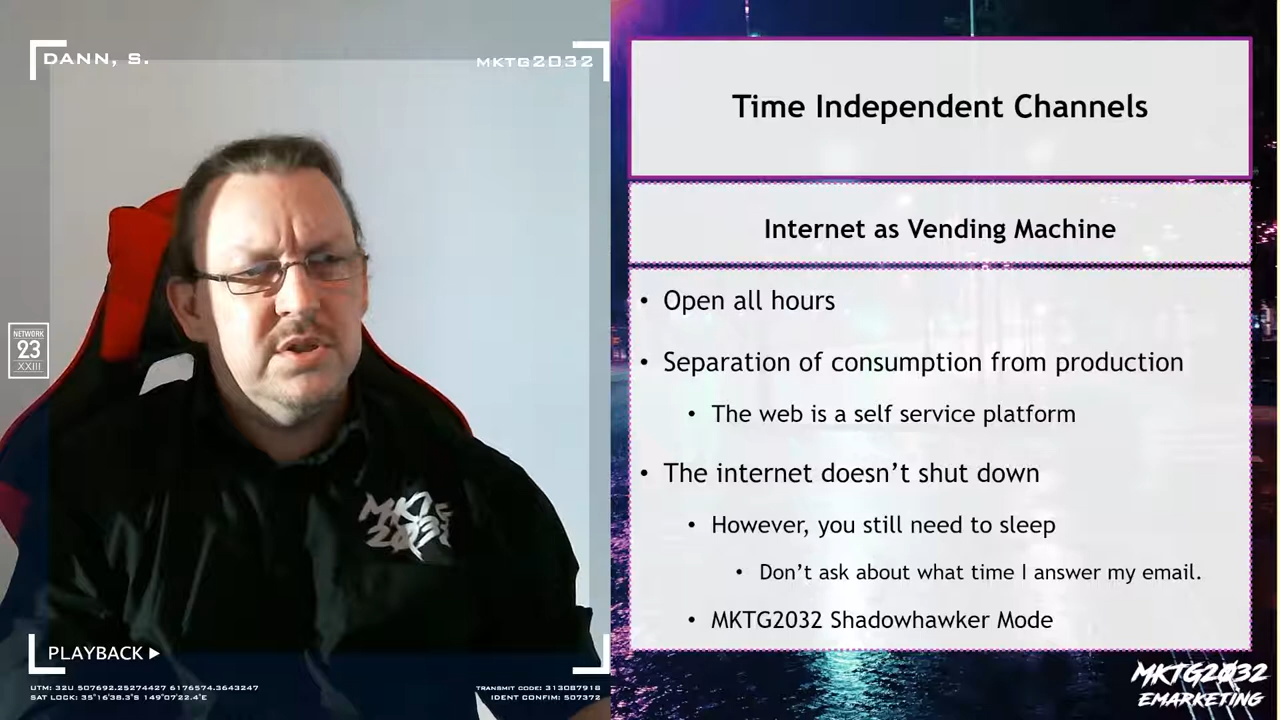 DANN, S.
MKTG2032
NETWORK
23
XXIII
MKTG
2032
PLAYBACK
UTM: 32U 507692.25274427 6176574.3643247
SAT LOCK: 35°16'38.3"S 149°07'22.4"E
TRANSMIT CODE: 313087918
IDENT CONFIM: 507372
Time Independent Channels
Internet as Vending Machine
• Open all hours
• Separation of consumption from production
• The web is a self service platform
• The internet doesn’t shut down
• However, you still need to sleep
• Don’t ask about what time I answer my email.
• MKTG2032 Shadowhawker Mode
MKTG2032
EMARKETING